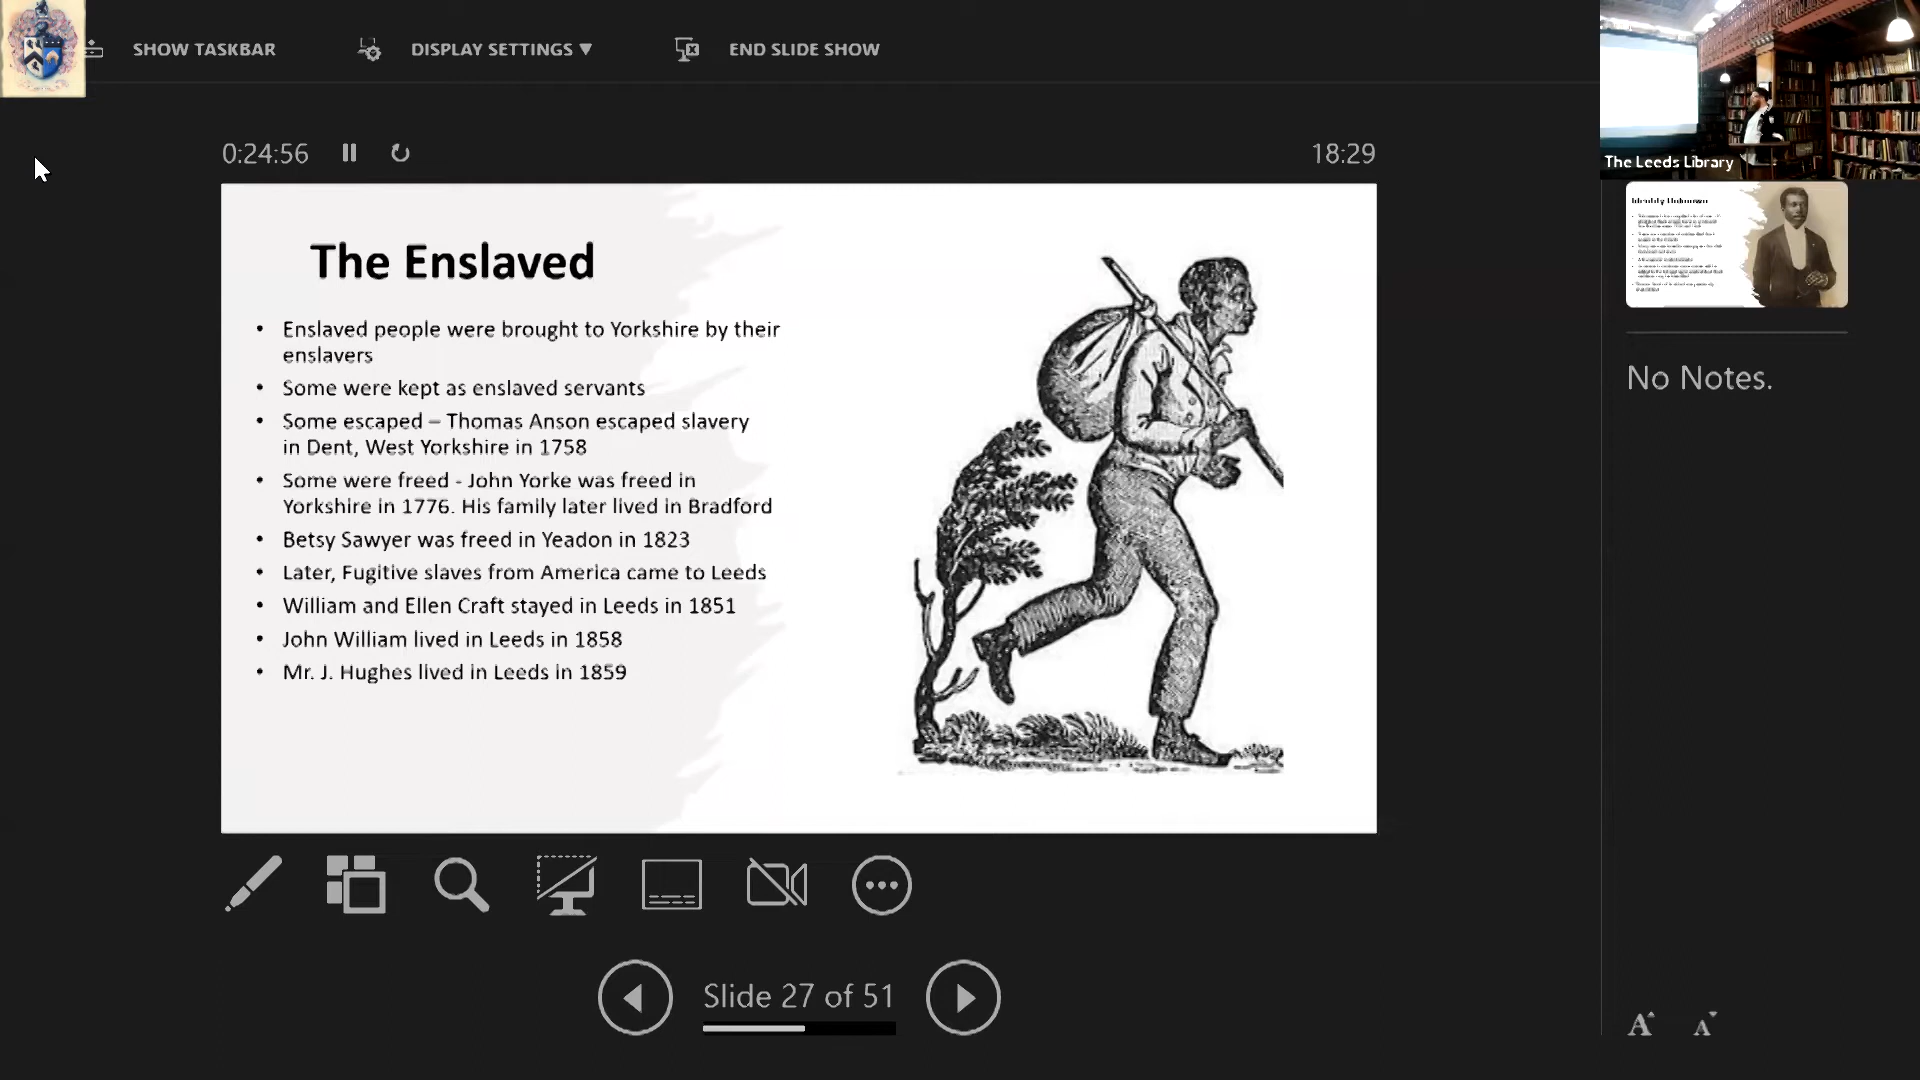 SHOW TASKBAR
DISPLAY SETTINGS ▼
END SLIDE SHOW
0:24:56
18:29
The Leeds Library
The Enslaved
• Enslaved people were brought to Yorkshire by their
enslavers
• Some were kept as enslaved servants
• Some escaped – Thomas Anson escaped slavery
in Dent, West Yorkshire in 1758
• Some were freed - John Yorke was freed in
Yorkshire in 1776. His family later lived in Bradford
• Betsy Sawyer was freed in Yeadon in 1823
• Later, Fugitive slaves from America came to Leeds
• William and Ellen Craft stayed in Leeds in 1851
• John William lived in Leeds in 1858
• Mr. J. Hughes lived in Leeds in 1859
Identity Unknown
No Notes.
Slide 27 of 51
A A